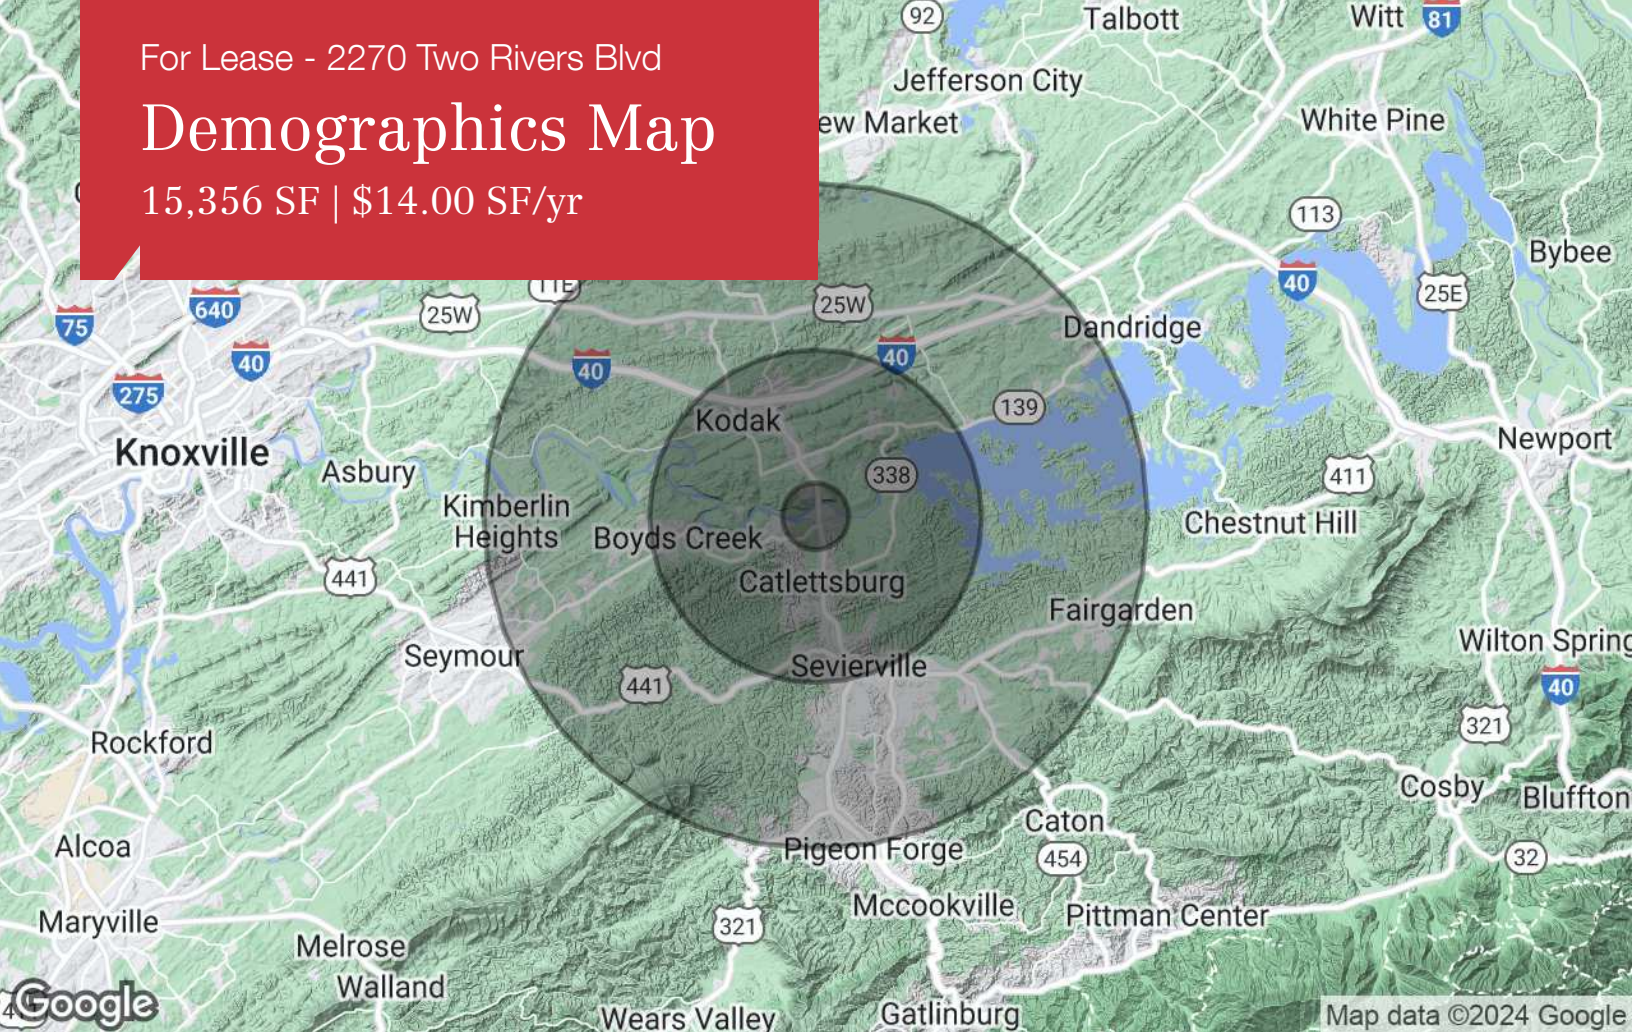 For Lease - 2270 Two Rivers Blvd
Demographics Map
15,356 SF | $14.00 SF/yr
92
Talbott
Witt
81
Jefferson City
ew Market
White Pine
113
Bybee
40
25E
11E
75
640
25W
25W
Dandridge
40
40
40
275
139
Kodak
Knoxville
Asbury
Newport
338
411
Kimberlin
Heights
Boyds Creek
Chestnut Hill
441
Catlettsburg
Fairgarden
Wilton Spring
Seymour
Sevierville
441
40
321
Rockford
Cosby
Bluffton
Caton
Alcoa
Pigeon Forge
454
32
Mccookville
Pittman Center
Maryville
321
Melrose
Walland
Google
Wears Valley
Gatlinburg
Map data ©2024 Google